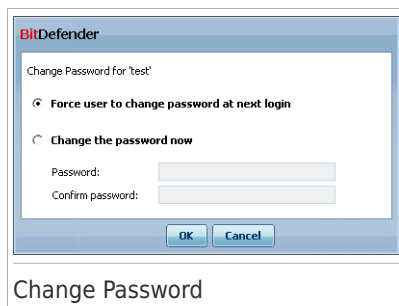 BitDefender
Change Password for 'test'
Force user to change password at next login
Change the password now
Password:
Confirm password:
OK Cancel
Change Password